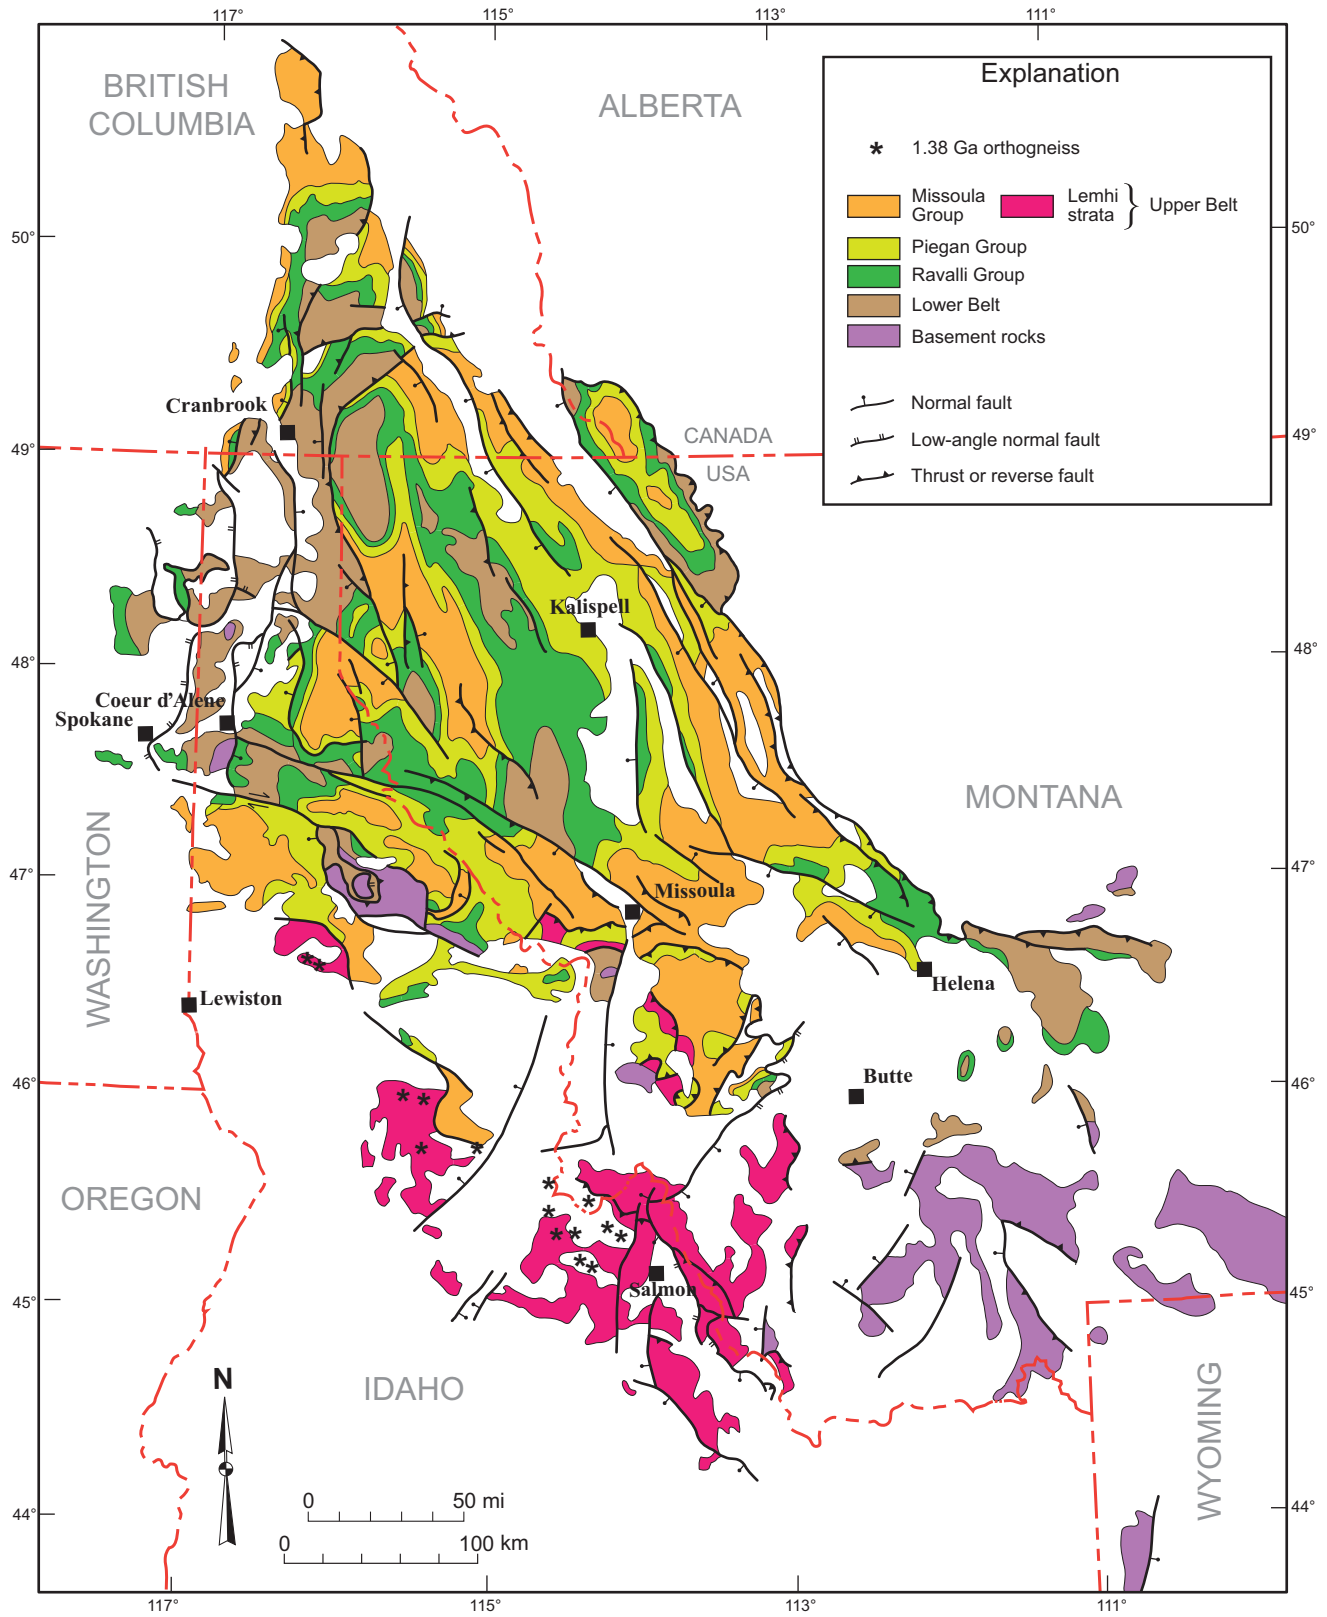 117°
115°
113°
111°
BRITISH
COLUMBIA
ALBERTA
Explanation
* 1.38 Ga orthogneiss
Missoula
Group
Lemhi
strata
Upper Belt
Piegan Group
Ravalli Group
Lower Belt
Basement rocks
Normal fault
Low-angle normal fault
Thrust or reverse fault
50°
50°
Cranbrook
CANADA
USA
49°
49°
Kalispell
48°
48°
Coeur d'Alene
Spokane
MONTANA
WASHINGTON
47°
47°
Missoula
Helena
Lewiston
46°
46°
Butte
OREGON
Salmon
45°
45°
IDAHO
WYOMING
N
0 50 mi
0 100 km
44°
44°
117°
115°
113°
111°